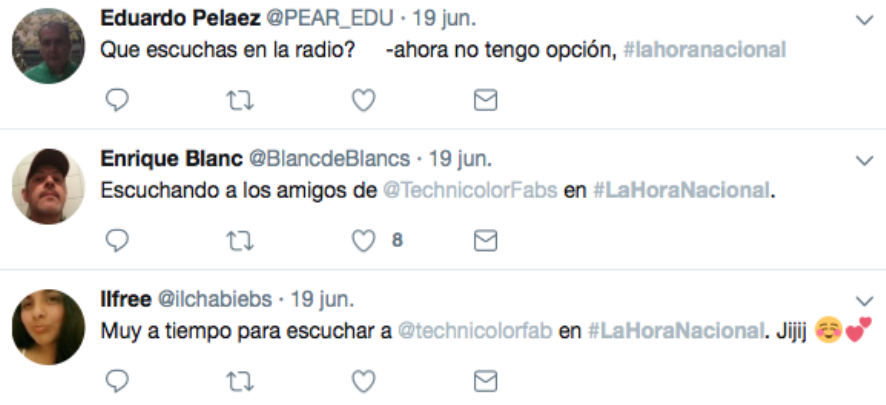 Eduardo Pelaez @PEAR_EDU · 19 jun.
Que escuchas en la radio? -ahora no tengo opción, #lahoranacional
Enrique Blanc @BlancdeBlancs · 19 jun.
Escuchando a los amigos de @TechnicolorFabs en #LaHoraNacional.
8
Ilfree @ilchabiebs · 19 jun.
Muy a tiempo para escuchar a @technicolorfab en #LaHoraNacional. Jijij ☺️💕